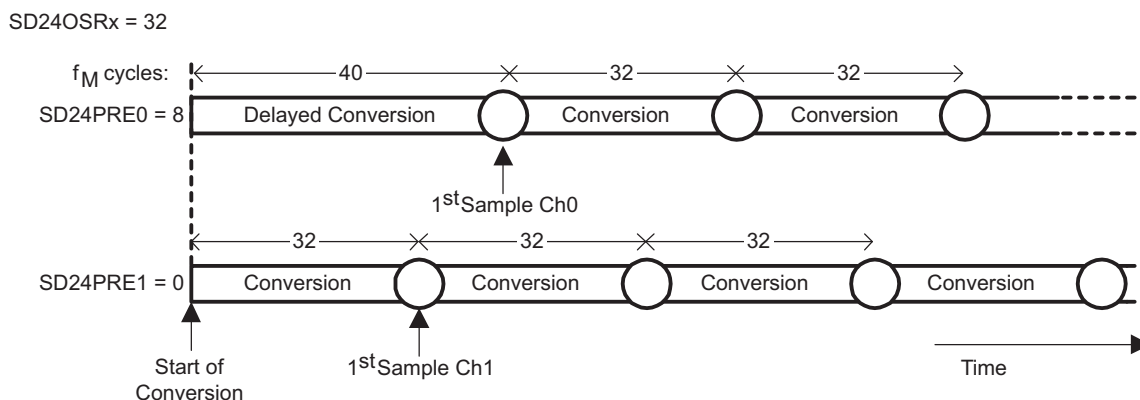 SD24OSRx = 32
fM cycles:
40
32
32
SD24PRE0 = 8
Delayed Conversion
Conversion
Conversion
1st Sample Ch0
32
32
32
SD24PRE1 = 0
Conversion
Conversion
Conversion
Conversion
Start of
Conversion
1st Sample Ch1
Time